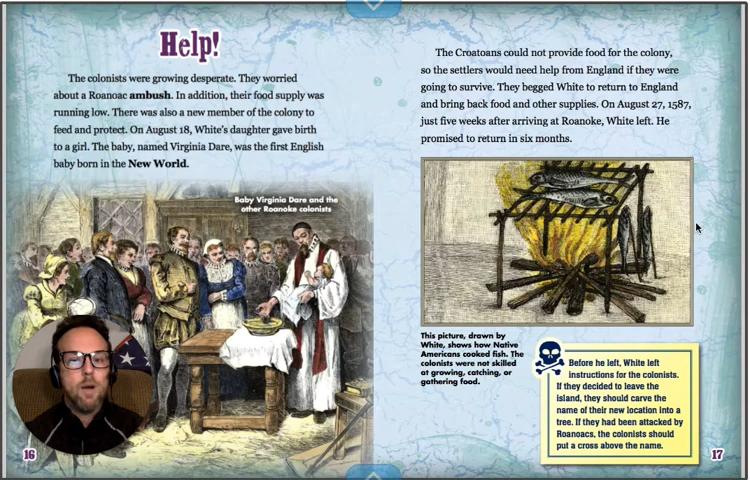 Help!
The colonists were growing desperate. They worried
about a Roanoac ambush. In addition, their food supply was
running low. There was also a new member of the colony to
feed and protect. On August 18, White's daughter gave birth
to a girl. The baby, named Virginia Dare, was the first English
baby born in the New World.
Baby Virginia Dare and the
other Roanoke colonists
16
The Croatoans could not provide food for the colony,
so the settlers would need help from England if they were
going to survive. They begged White to return to England
and bring back food and other supplies. On August 27, 1587,
just five weeks after arriving at Roanoke, White left. He
promised to return in six months.
This picture, drawn by
White, shows how Native
Americans cooked fish. The
colonists were not skilled
at growing, catching, or
gathering food.
Before he left, White left
instructions for the colonists.
If they decided to leave the
island, they should carve the
name of their new location into a
tree. If they had been attacked by
Roanoacs, the colonists should
put a cross above the name.
17